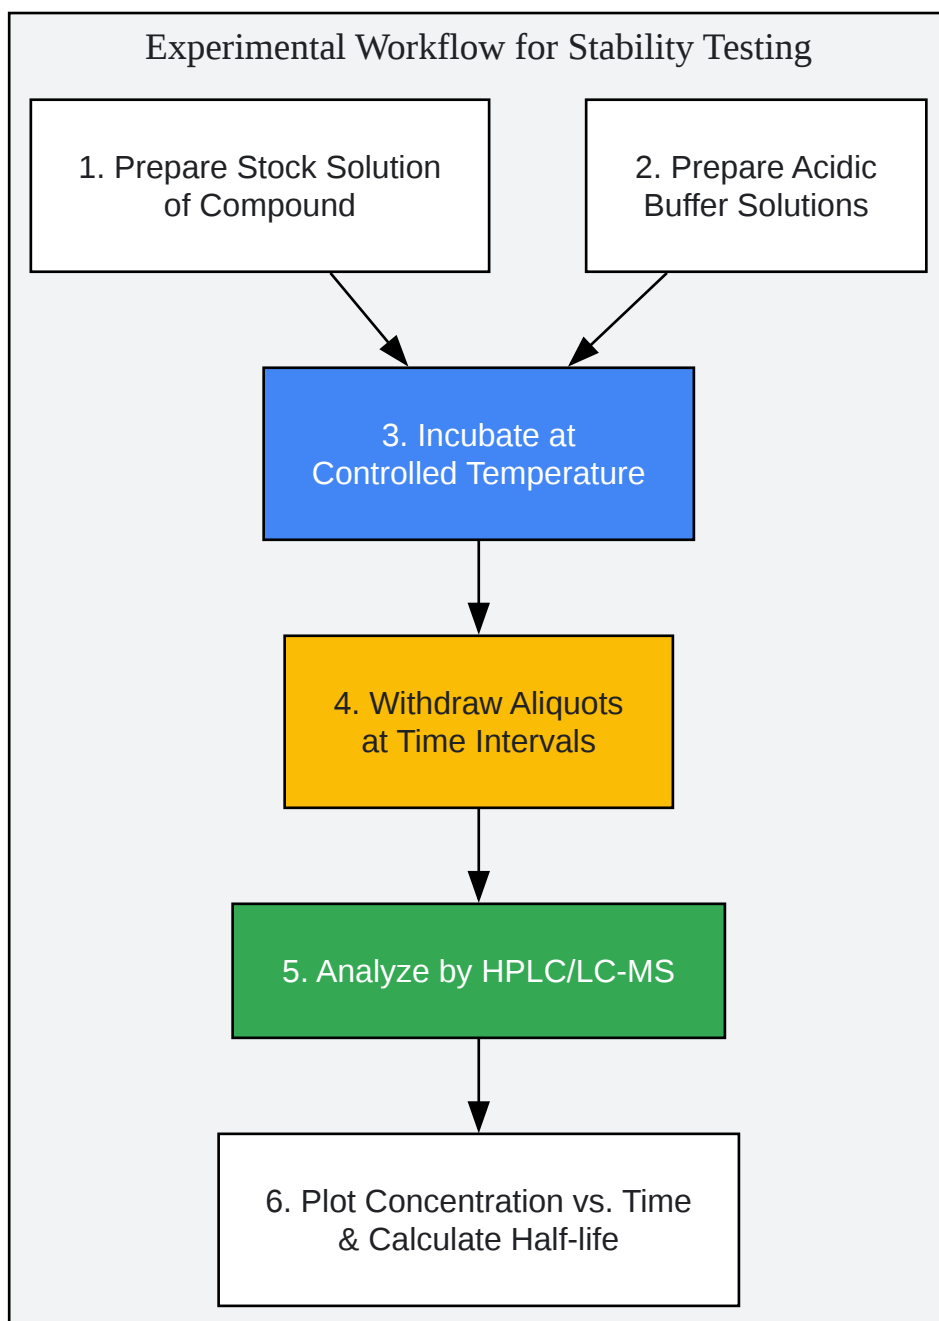 Experimental Workflow for Stability Testing
1. Prepare Stock Solution
of Compound
2. Prepare Acidic
Buffer Solutions
3. Incubate at
Controlled Temperature
4. Withdraw Aliquots
at Time Intervals
5. Analyze by HPLC/LC-MS
6. Plot Concentration vs. Time
& Calculate Half-life